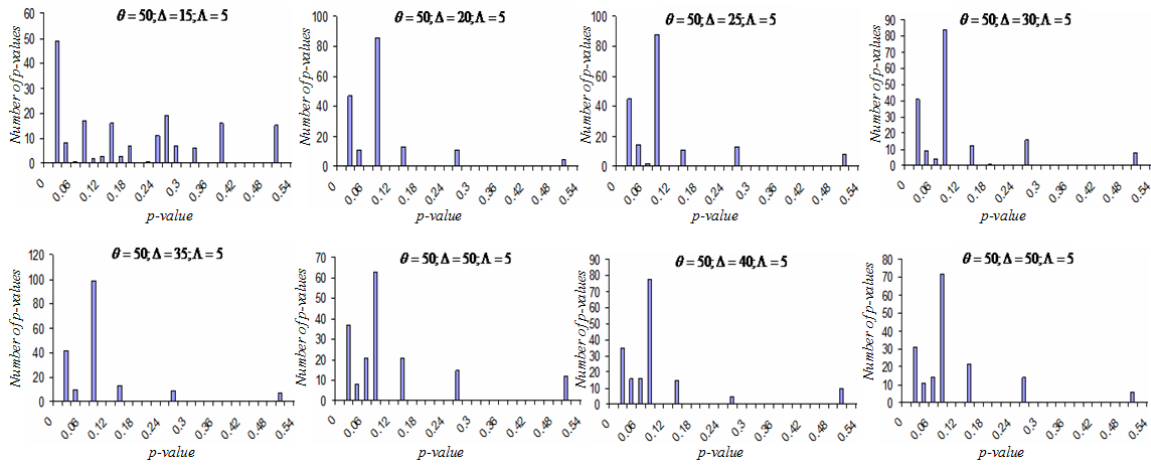 θ = 50; Δ = 15; Λ = 5
Number of p-values
60
50
40
30
20
10
0
0 0,06 0,12 0,18 0,24 0,3 0,36 0,42 0,48 0,54
p-value
θ = 50; Δ = 20; Λ = 5
Number of p-values
100
80
60
40
20
0
0 0,06 0,12 0,18 0,24 0,3 0,36 0,42 0,48 0,54
p-value
θ = 50; Δ = 25; Λ = 5
Number of p-values
100
80
60
40
20
0
0 0,06 0,12 0,18 0,24 0,3 0,36 0,42 0,48 0,54
p-value
θ = 50; Δ = 30; Λ = 5
Number of p-values
90
80
70
60
50
40
30
20
10
0
0 0,06 0,12 0,18 0,24 0,3 0,36 0,42 0,48 0,54
p-value
θ = 50; Δ = 35; Λ = 5
Number of p-values
120
100
80
60
40
20
0
0 0,06 0,12 0,18 0,24 0,3 0,36 0,42 0,48 0,54
p-value
θ = 50; Δ = 50; Λ = 5
Number of p-values
70
60
50
40
30
20
10
0
0 0,06 0,12 0,18 0,24 0,3 0,36 0,42 0,48 0,54
p-value
θ = 50; Δ = 40; Λ = 5
Number of p-values
90
80
70
60
50
40
30
20
10
0
0 0,06 0,12 0,18 0,24 0,3 0,36 0,42 0,48 0,54
p-value
θ = 50; Δ = 50; Λ = 5
Number of p-values
80
70
60
50
40
30
20
10
0
0 0,06 0,12 0,18 0,24 0,3 0,36 0,42 0,48 0,54
p-value